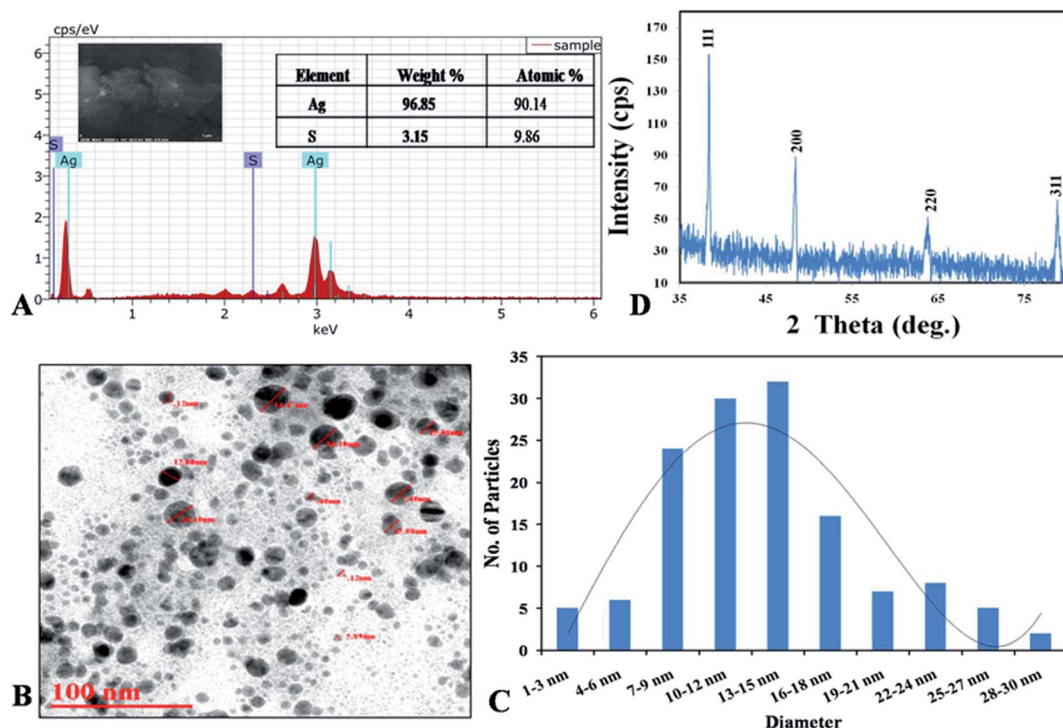 cps/eV
6
5
4
3
2
1
0
sample
Element Weight % Atomic %
Ag 96.85 90.14
S 3.15 9.86
S
Ag
S
Ag
1 2 3 4 5 6
keV
A
170
150
130
110
90
70
50
30
10
Intensity (cps)
111
200
220
311
35 45 55 65 75
2 Theta (deg.)
D
12nm
12nm
100 nm
B
35
30
25
20
15
10
5
0
No. of Particles
1-3 nm
4-6 nm
7-9 nm
10-12 nm
13-15 nm
16-18 nm
19-21 nm
22-24 nm
25-27 nm
28-30 nm
Diameter
C